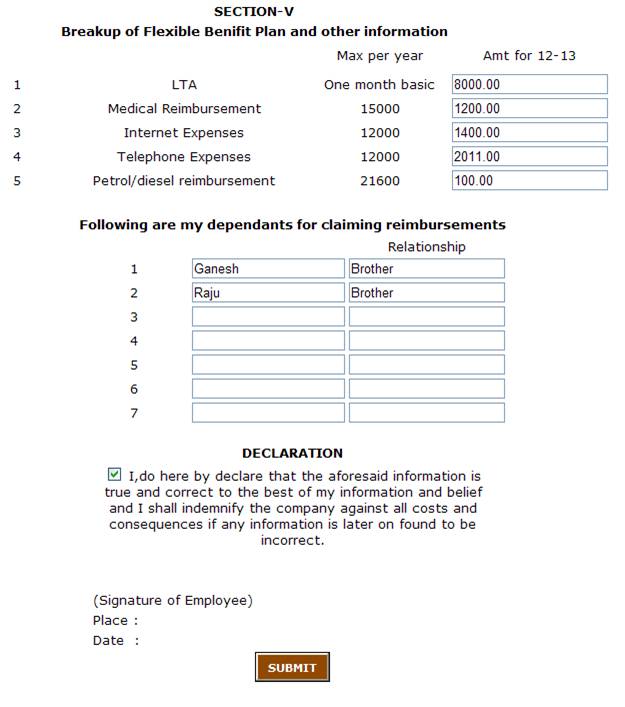 SECTION-V
Breakup of Flexible Benifit Plan and other information
Max per year Amt for 12-13
1 LTA One month basic 8000.00
2 Medical Reimbursement 15000 1200.00
3 Internet Expenses 12000 1400.00
4 Telephone Expenses 12000 2011.00
5 Petrol/diesel reimbursement 21600 100.00
Following are my dependants for claiming reimbursements
Relationship
1 Ganesh Brother
2 Raju Brother
3
4
5
6
7
DECLARATION
I,do here by declare that the aforesaid information is
true and correct to the best of my information and belief
and I shall indemnify the company against all costs and
consequences if any information is later on found to be
incorrect.
(Signature of Employee)
Place :
Date :
SUBMIT